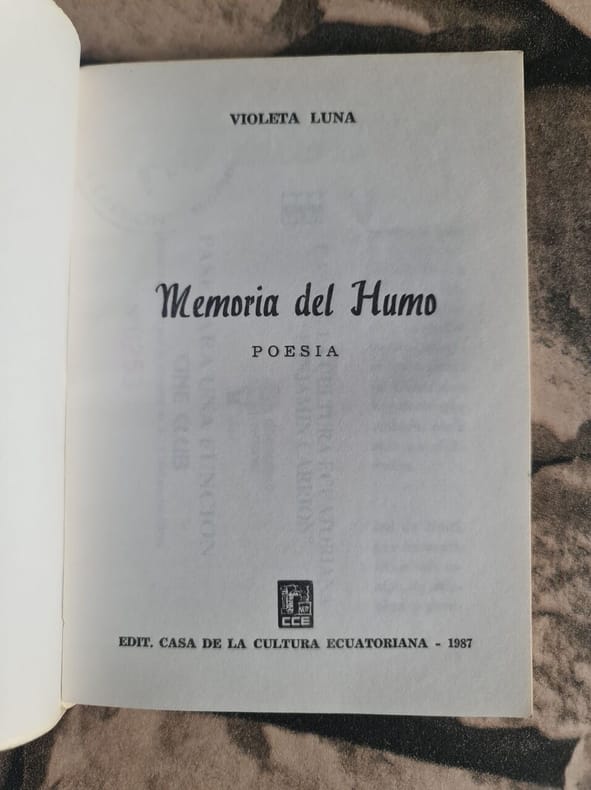 VIOLETA LUNA
Memoria del Humo
POESIA
CCE
EDIT. CASA DE LA CULTURA ECUATORIANA - 1987